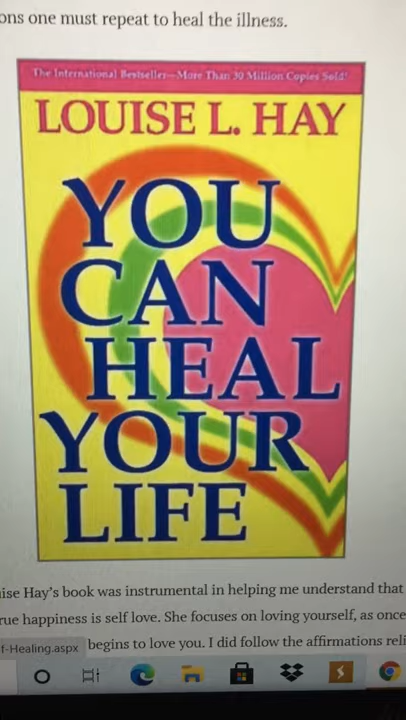 ons one must repeat to heal the illness.
The International Bestseller—More Than 30 Million Copies Sold!
LOUISE L. HAY
YOU
CAN
HEAL
YOUR
LIFE
ise Hay's book was instrumental in helping me understand that
rue happiness is self love. She focuses on loving yourself, as once
f-Healing.aspx begins to love you. I did follow the affirmations reli